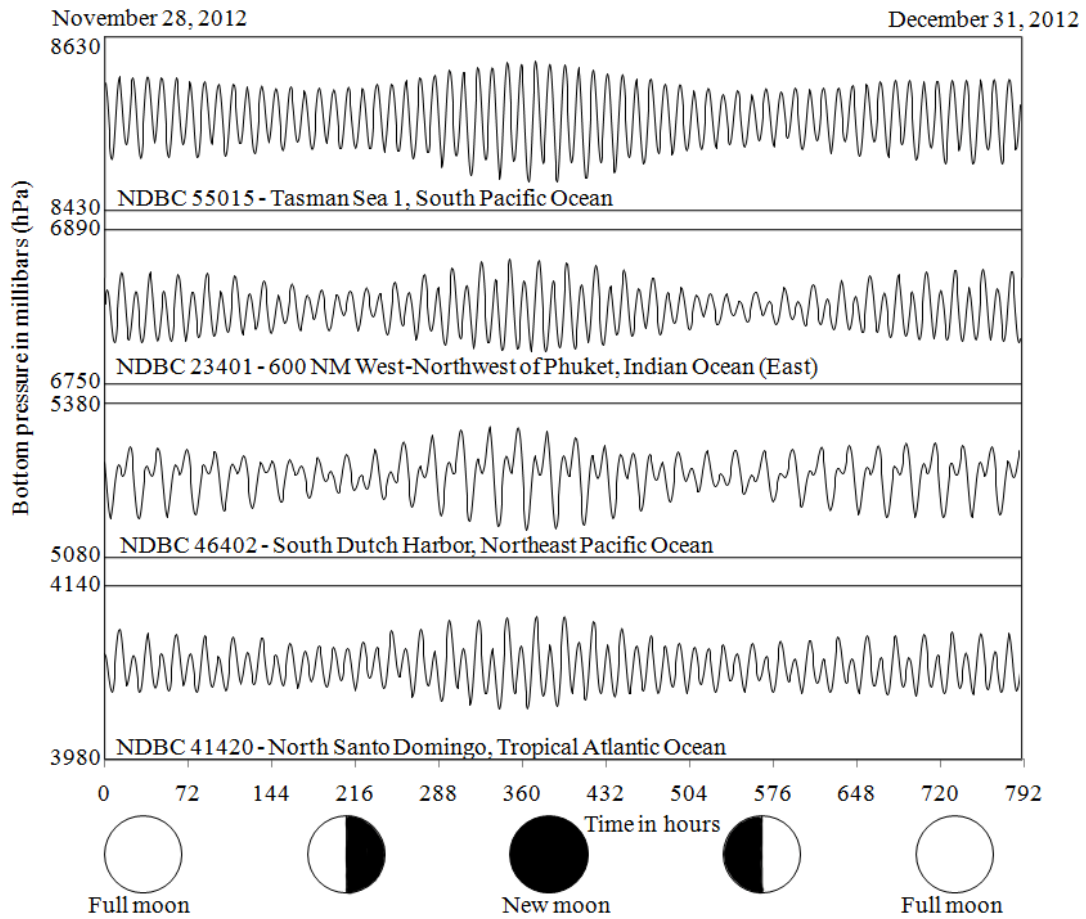 November 28, 2012 December 31, 2012
8630
NDBC 55015 - Tasman Sea 1, South Pacific Ocean
8430
6890
NDBC 23401 - 600 NM West-Northwest of Phuket, Indian Ocean (East)
6750
5380
NDBC 46402 - South Dutch Harbor, Northeast Pacific Ocean
5080
4140
NDBC 41420 - North Santo Domingo, Tropical Atlantic Ocean
3980
Bottom pressure in millibars (hPa)
0 72 144 216 288 360 432 504 576 648 720 792
Time in hours
Full moon New moon Full moon